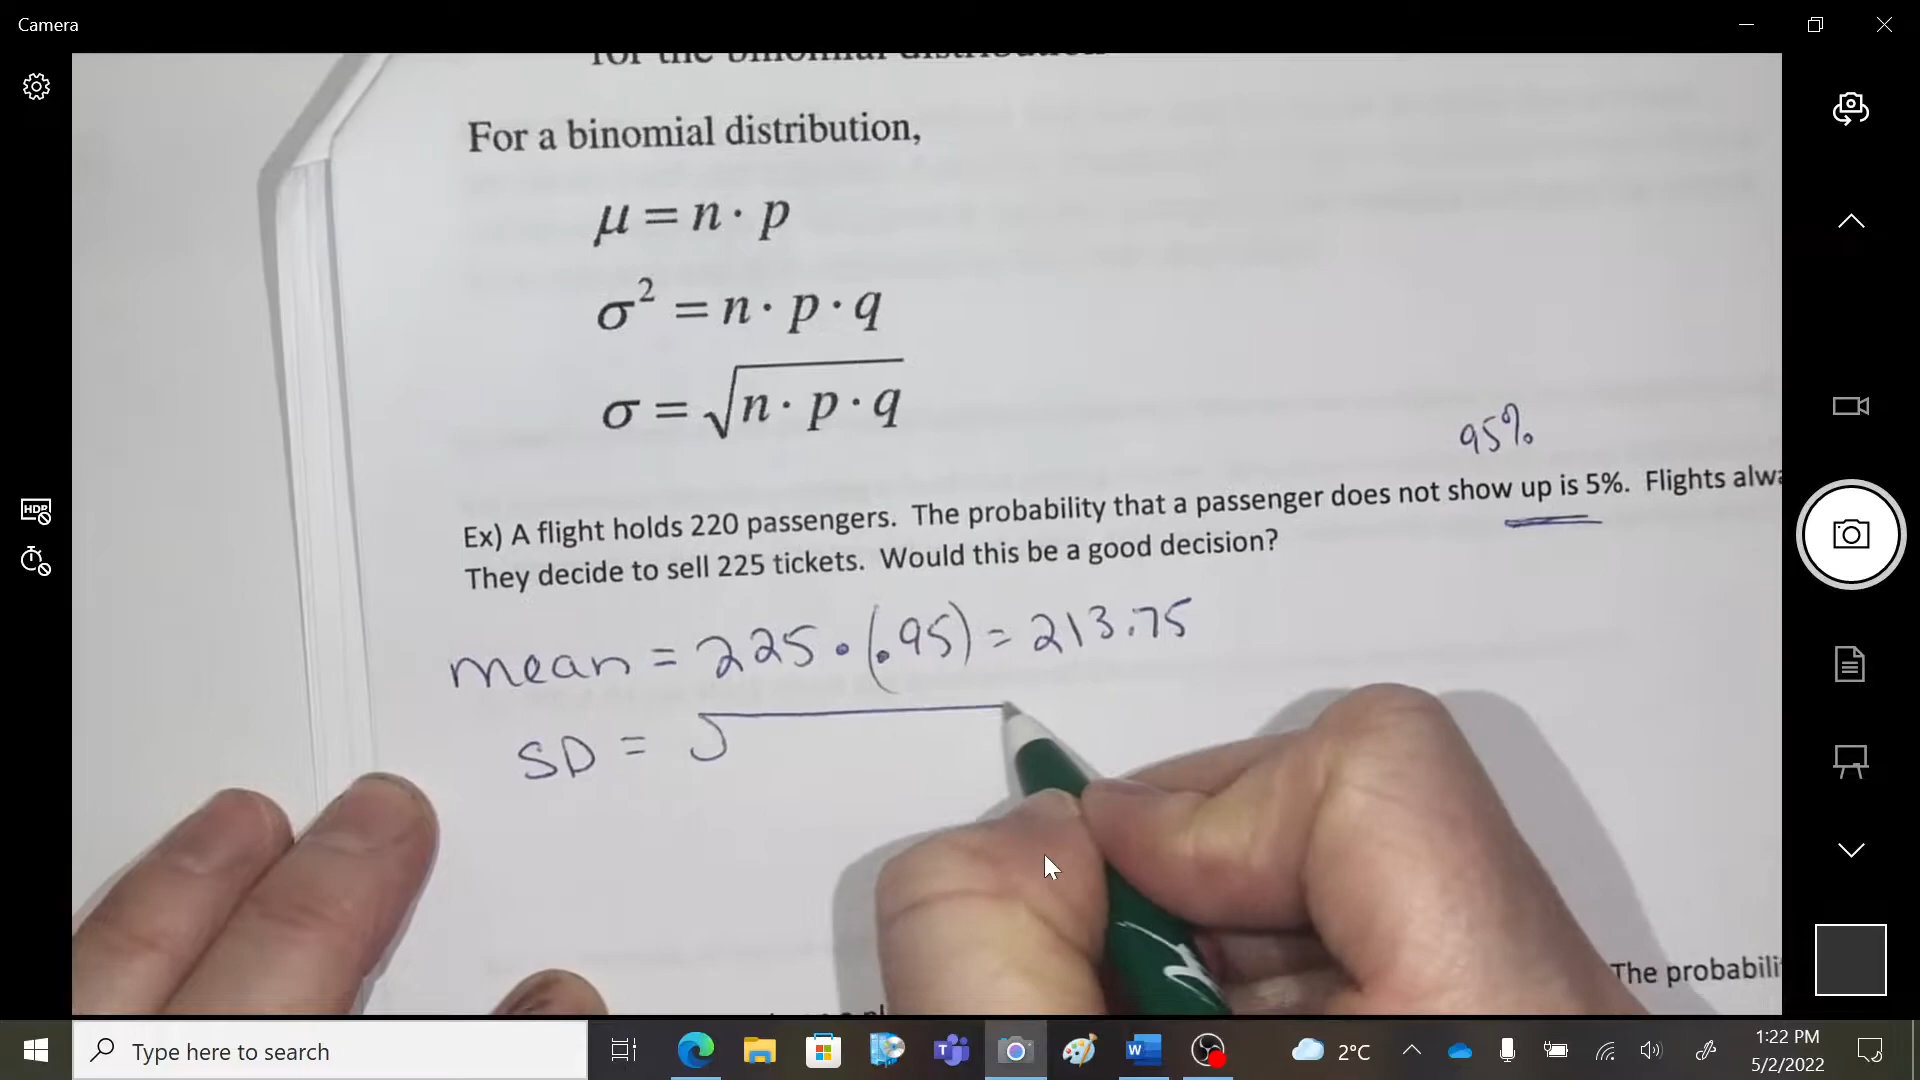 Camera
For a binomial distribution,
μ = n · p
σ² = n · p · q
σ = √n · p · q
95%
Ex) A flight holds 220 passengers. The probability that a passenger does not show up is 5%. Flights alwa
They decide to sell 225 tickets. Would this be a good decision?
mean = 225 · (.95) = 213.75
SD = √
The probabili
Type here to search
2°C
1:22 PM
5/2/2022